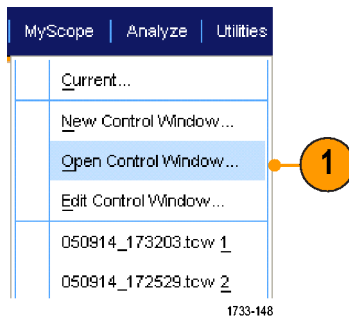 MyScope | Analyze | Utilities
Current...
New Control Window...
Open Control Window...
1
Edit Control Window...
050914_173203.tcw 1
050914_172529.tcw 2
1733-148